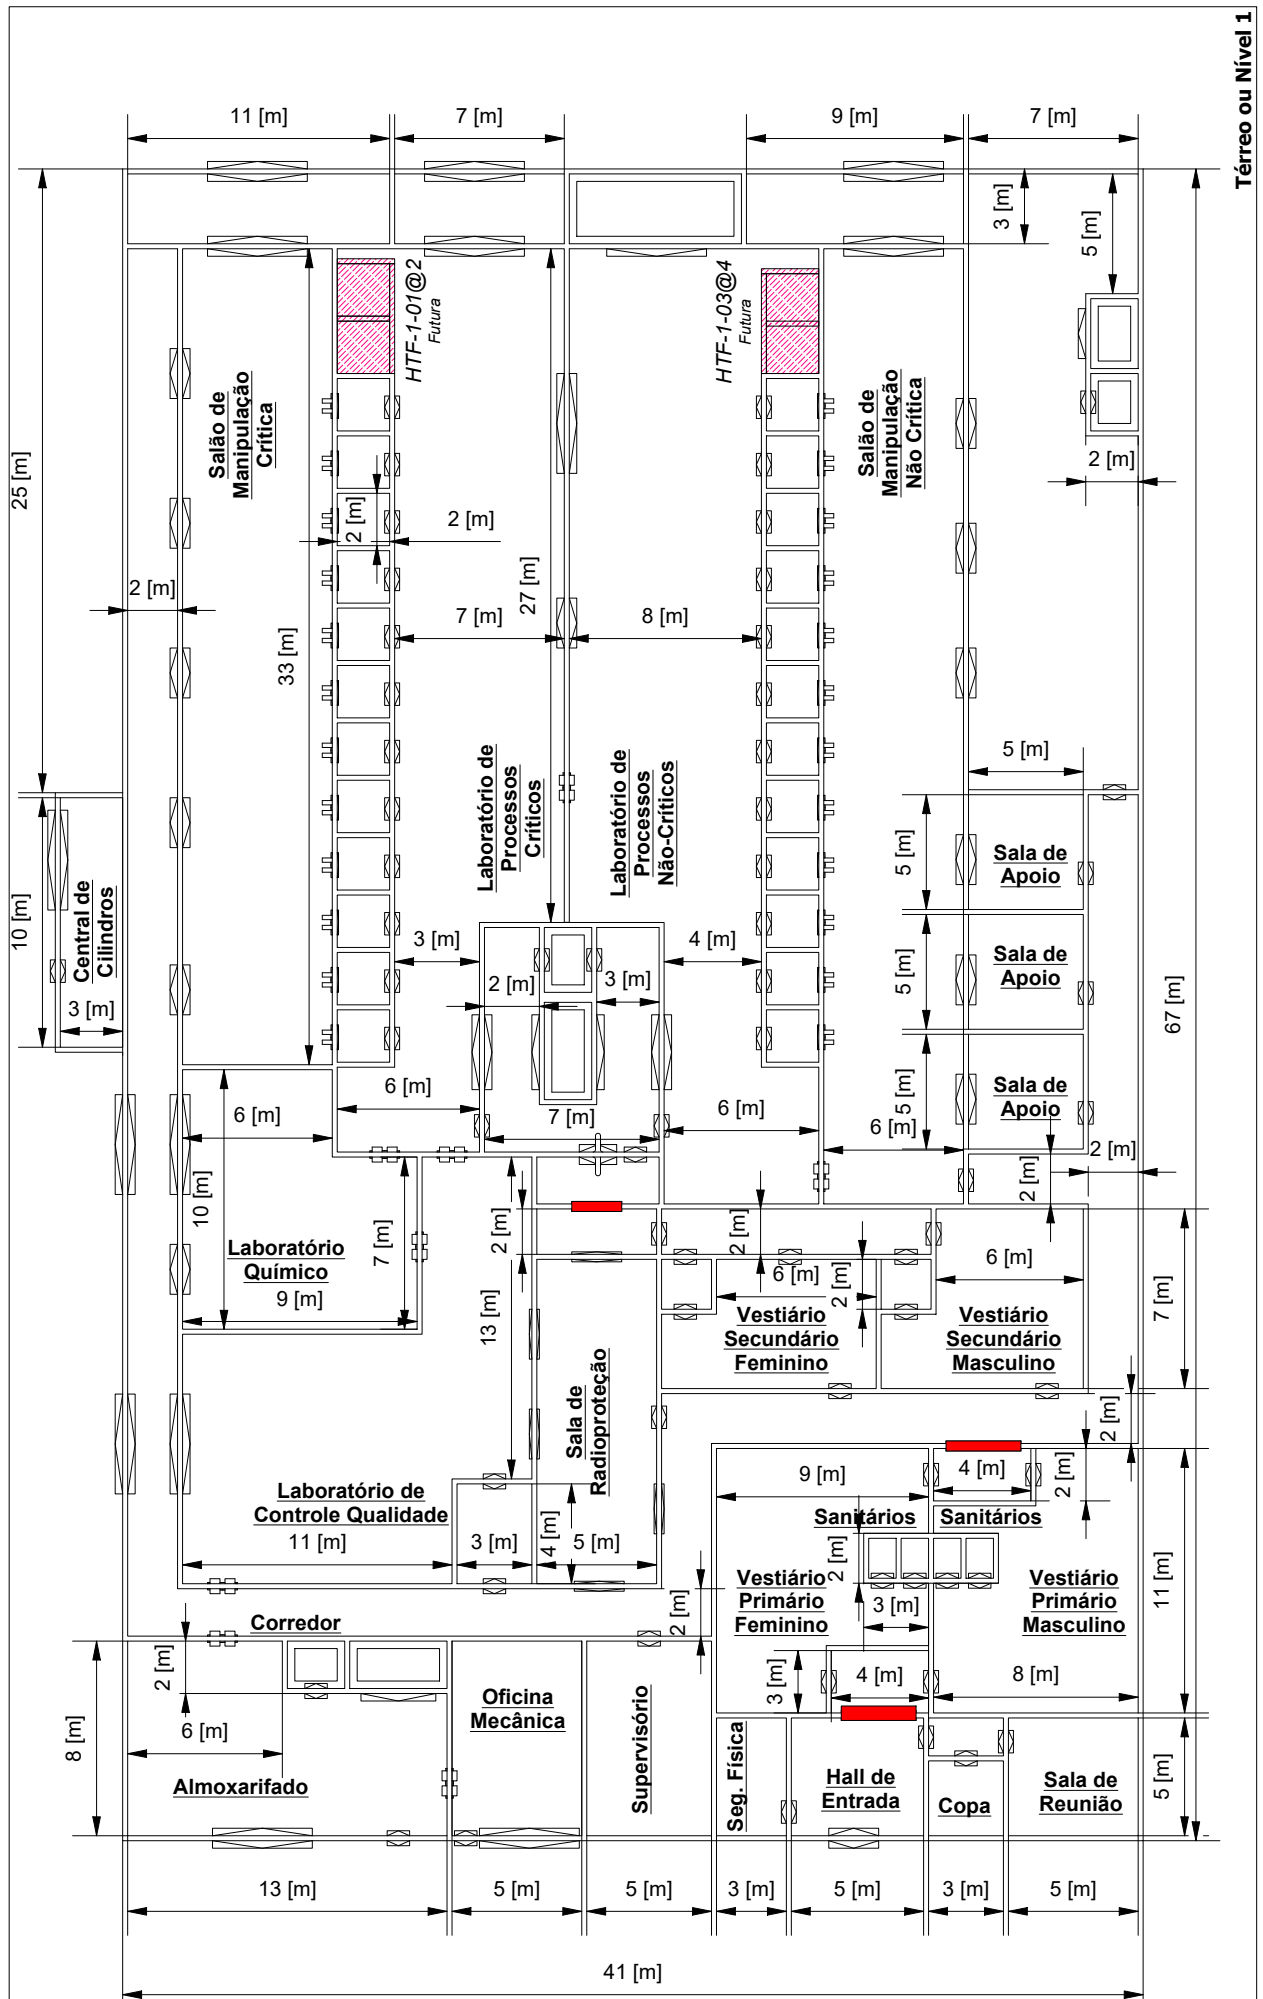 Térreo ou Nível 1
11 [m]
7 [m]
9 [m]
7 [m]
3 [m]
5 [m]
25 [m]
HTF-1-01@2
Futura
HTF-1-03@4
Futura
Salão de
Manipulação
Crítica
Salão de
Manipulação
Não Crítica
2 [m]
2 [m]
2 [m]
2 [m]
27 [m]
7 [m]
8 [m]
33 [m]
5 [m]
Laboratório de
Processos
Críticos
Laboratório de
Processos
Não-Críticos
5 [m]
Sala de
Apoio
10 [m]
Central de
Cilindros
3 [m]
3 [m]
2 [m]
3 [m]
4 [m]
5 [m]
Sala de
Apoio
67 [m]
6 [m]
6 [m]
7 [m]
6 [m]
5 [m]
Sala de
Apoio
6 [m]
2 [m]
2 [m]
10 [m]
7 [m]
Laboratório
Químico
9 [m]
2 [m]
2 [m]
13 [m]
6 [m]
2 [m]
6 [m]
7 [m]
Vestiário
Secundário
Feminino
Vestiário
Secundário
Masculino
Sala de
Radioproteção
2 [m]
9 [m]
4 [m]
2 [m]
Laboratório de
Controle Qualidade
Sanitários
Sanitários
11 [m]
3 [m]
4 [m]
5 [m]
2 [m]
Vestiário
Primário
Feminino
Vestiário
Primário
Masculino
11 [m]
3 [m]
2 [m]
Corredor
2 [m]
6 [m]
8 [m]
3 [m]
4 [m]
8 [m]
Oficina
Mecânica
Supervisório
Seg. Física
Almoxarifado
Hall de
Entrada
Copa
Sala de
Reunião
5 [m]
13 [m]
5 [m]
5 [m]
3 [m]
5 [m]
3 [m]
5 [m]
41 [m]